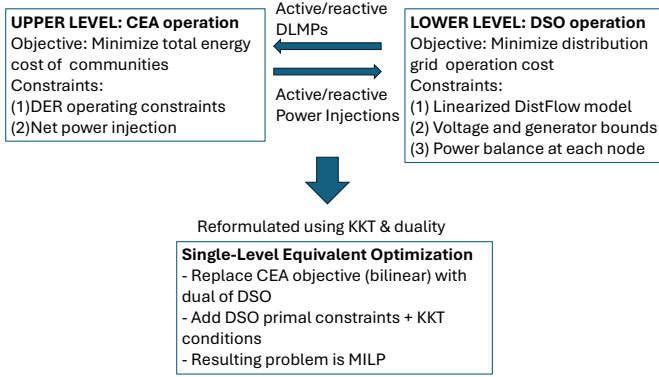 UPPER LEVEL: CEA operation
Objective: Minimize total energy
cost of communities
Constraints:
(1)DER operating constraints
(2)Net power injection
Active/reactive
DLMPs
Active/reactive
Power Injections
LOWER LEVEL: DSO operation
Objective: Minimize distribution
grid operation cost
Constraints:
(1) Linearized DistFlow model
(2) Voltage and generator bounds
(3) Power balance at each node
Reformulated using KKT & duality
Single-Level Equivalent Optimization
- Replace CEA objective (bilinear) with
dual of DSO
- Add DSO primal constraints + KKT
conditions
- Resulting problem is MILP